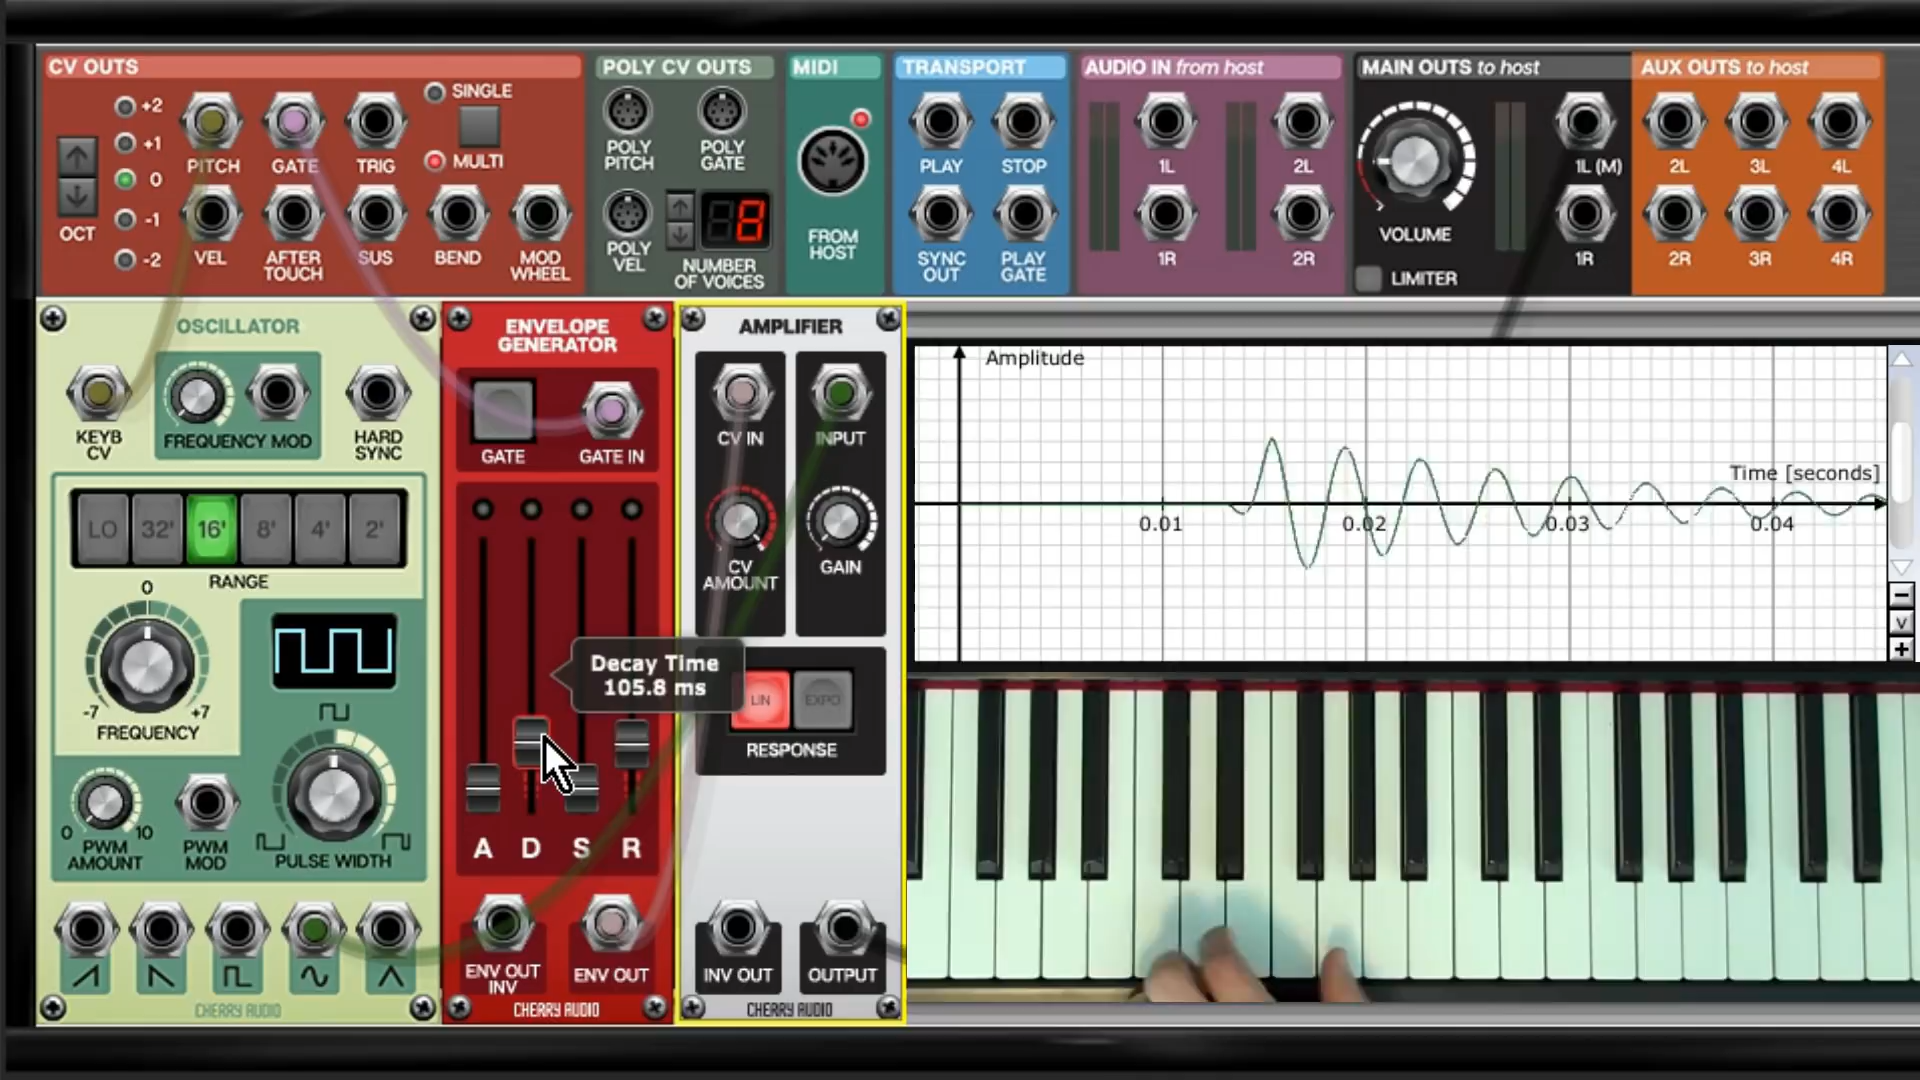 CV OUTS
+2
+1
0
-1
-2
OCT
PITCH
GATE
TRIG
SINGLE
MULTI
VEL
AFTER
TOUCH
SUS
BEND
MOD
WHEEL
POLY CV OUTS
POLY
PITCH
POLY
GATE
POLY
VEL
8
NUMBER
OF VOICES
MIDI
FROM
HOST
TRANSPORT
PLAY
STOP
SYNC
OUT
PLAY
GATE
AUDIO IN from host
1L
2L
1R
2R
MAIN OUTS to host
VOLUME
LIMITER
1L (M)
1R
AUX OUTS to host
2L
3L
4L
2R
3R
4R
OSCILLATOR
KEYB
CV
FREQUENCY MOD
HARD
SYNC
LO
32'
16'
8'
4'
2'
RANGE
0
-7
+7
FREQUENCY
0
10
PWM
AMOUNT
PWM
MOD
PULSE WIDTH
CHERRY AUDIO
ENVELOPE
GENERATOR
GATE
GATE IN
Decay Time
105.8 ms
A
D
S
R
ENV OUT
INV
ENV OUT
CHERRY AUDIO
AMPLIFIER
CV IN
INPUT
CV
AMOUNT
GAIN
LIN
EXPO
RESPONSE
INV OUT
OUTPUT
CHERRY AUDIO
Amplitude
Time [seconds]
0.01
0.02
0.03
0.04
−
v
+